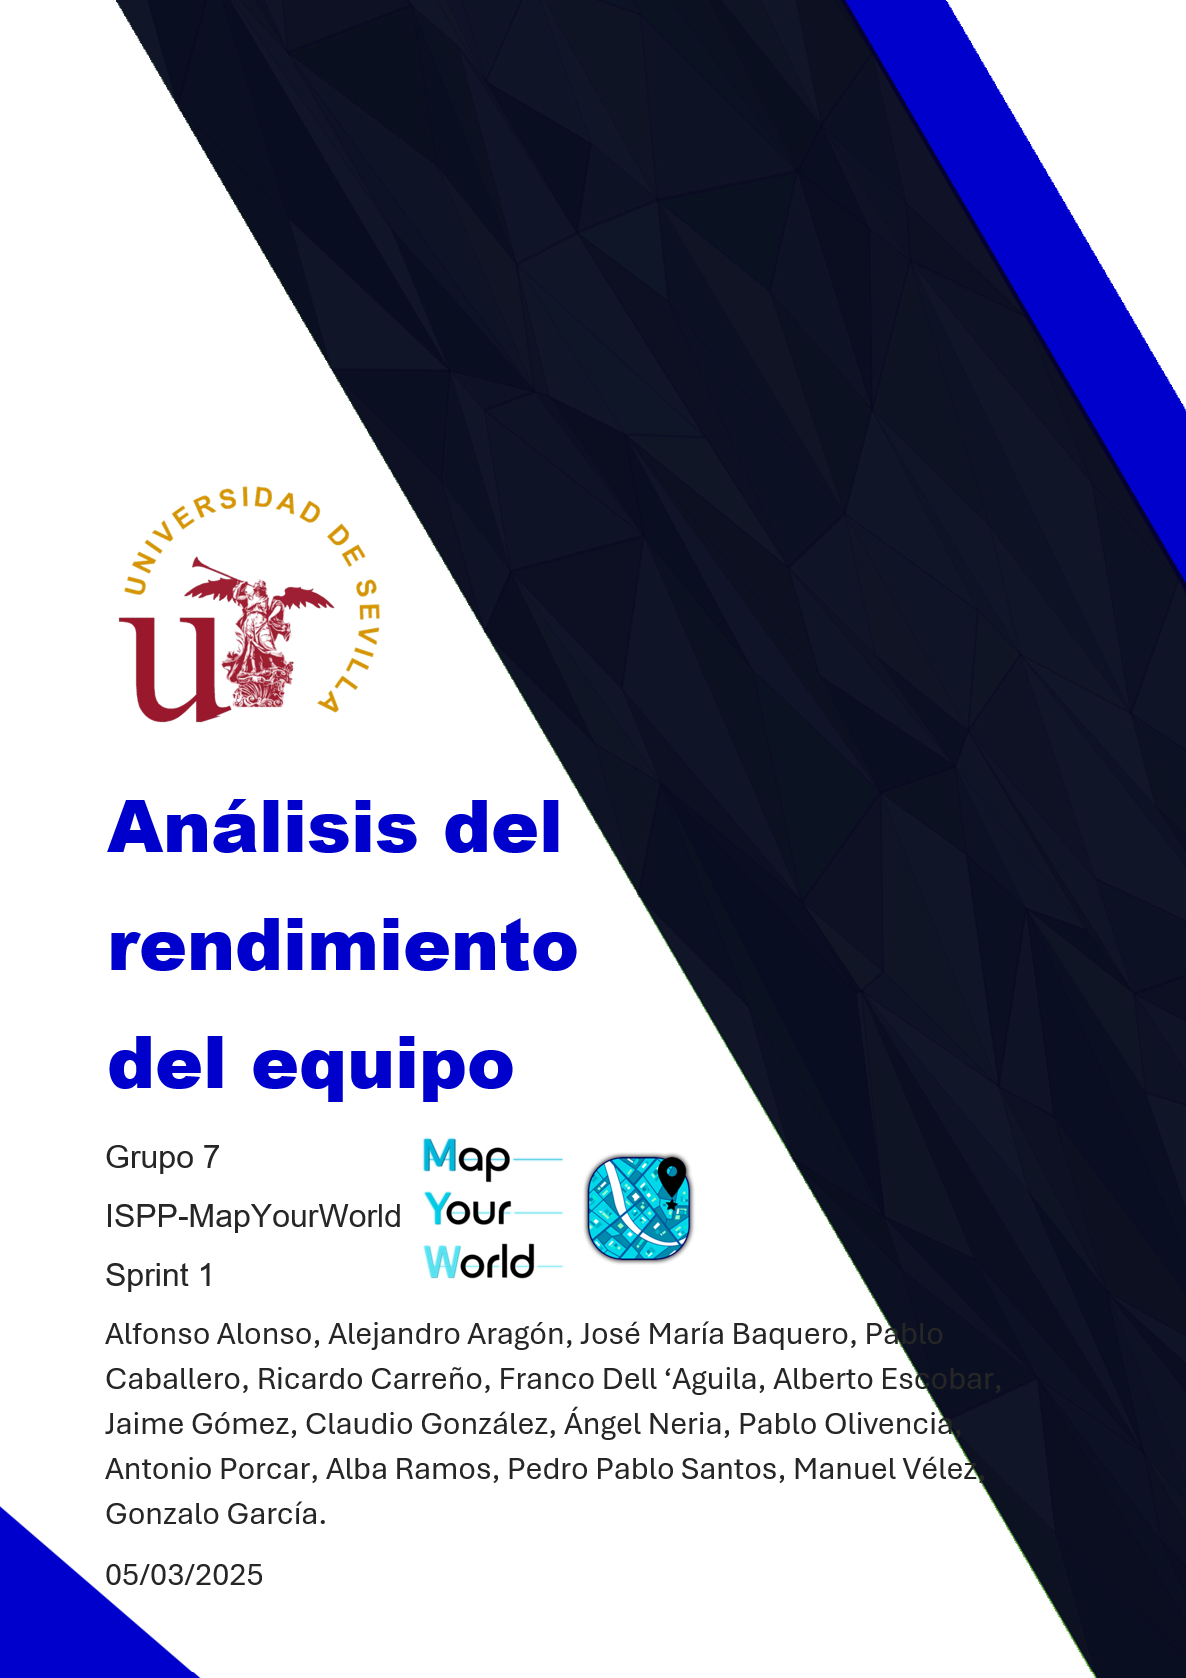 UNIVERSIDAD DE SEVILLA
u
Análisis del
rendimiento
del equipo
Grupo 7
ISPP-MapYourWorld
Sprint 1
Map
Your
World
Alfonso Alonso, Alejandro Aragón, José María Baquero, Pablo
Caballero, Ricardo Carreño, Franco Dell ‘Aguila, Alberto Escobar,
Jaime Gómez, Claudio González, Ángel Neria, Pablo Olivencia,
Antonio Porcar, Alba Ramos, Pedro Pablo Santos, Manuel Vélez,
Gonzalo García.
05/03/2025